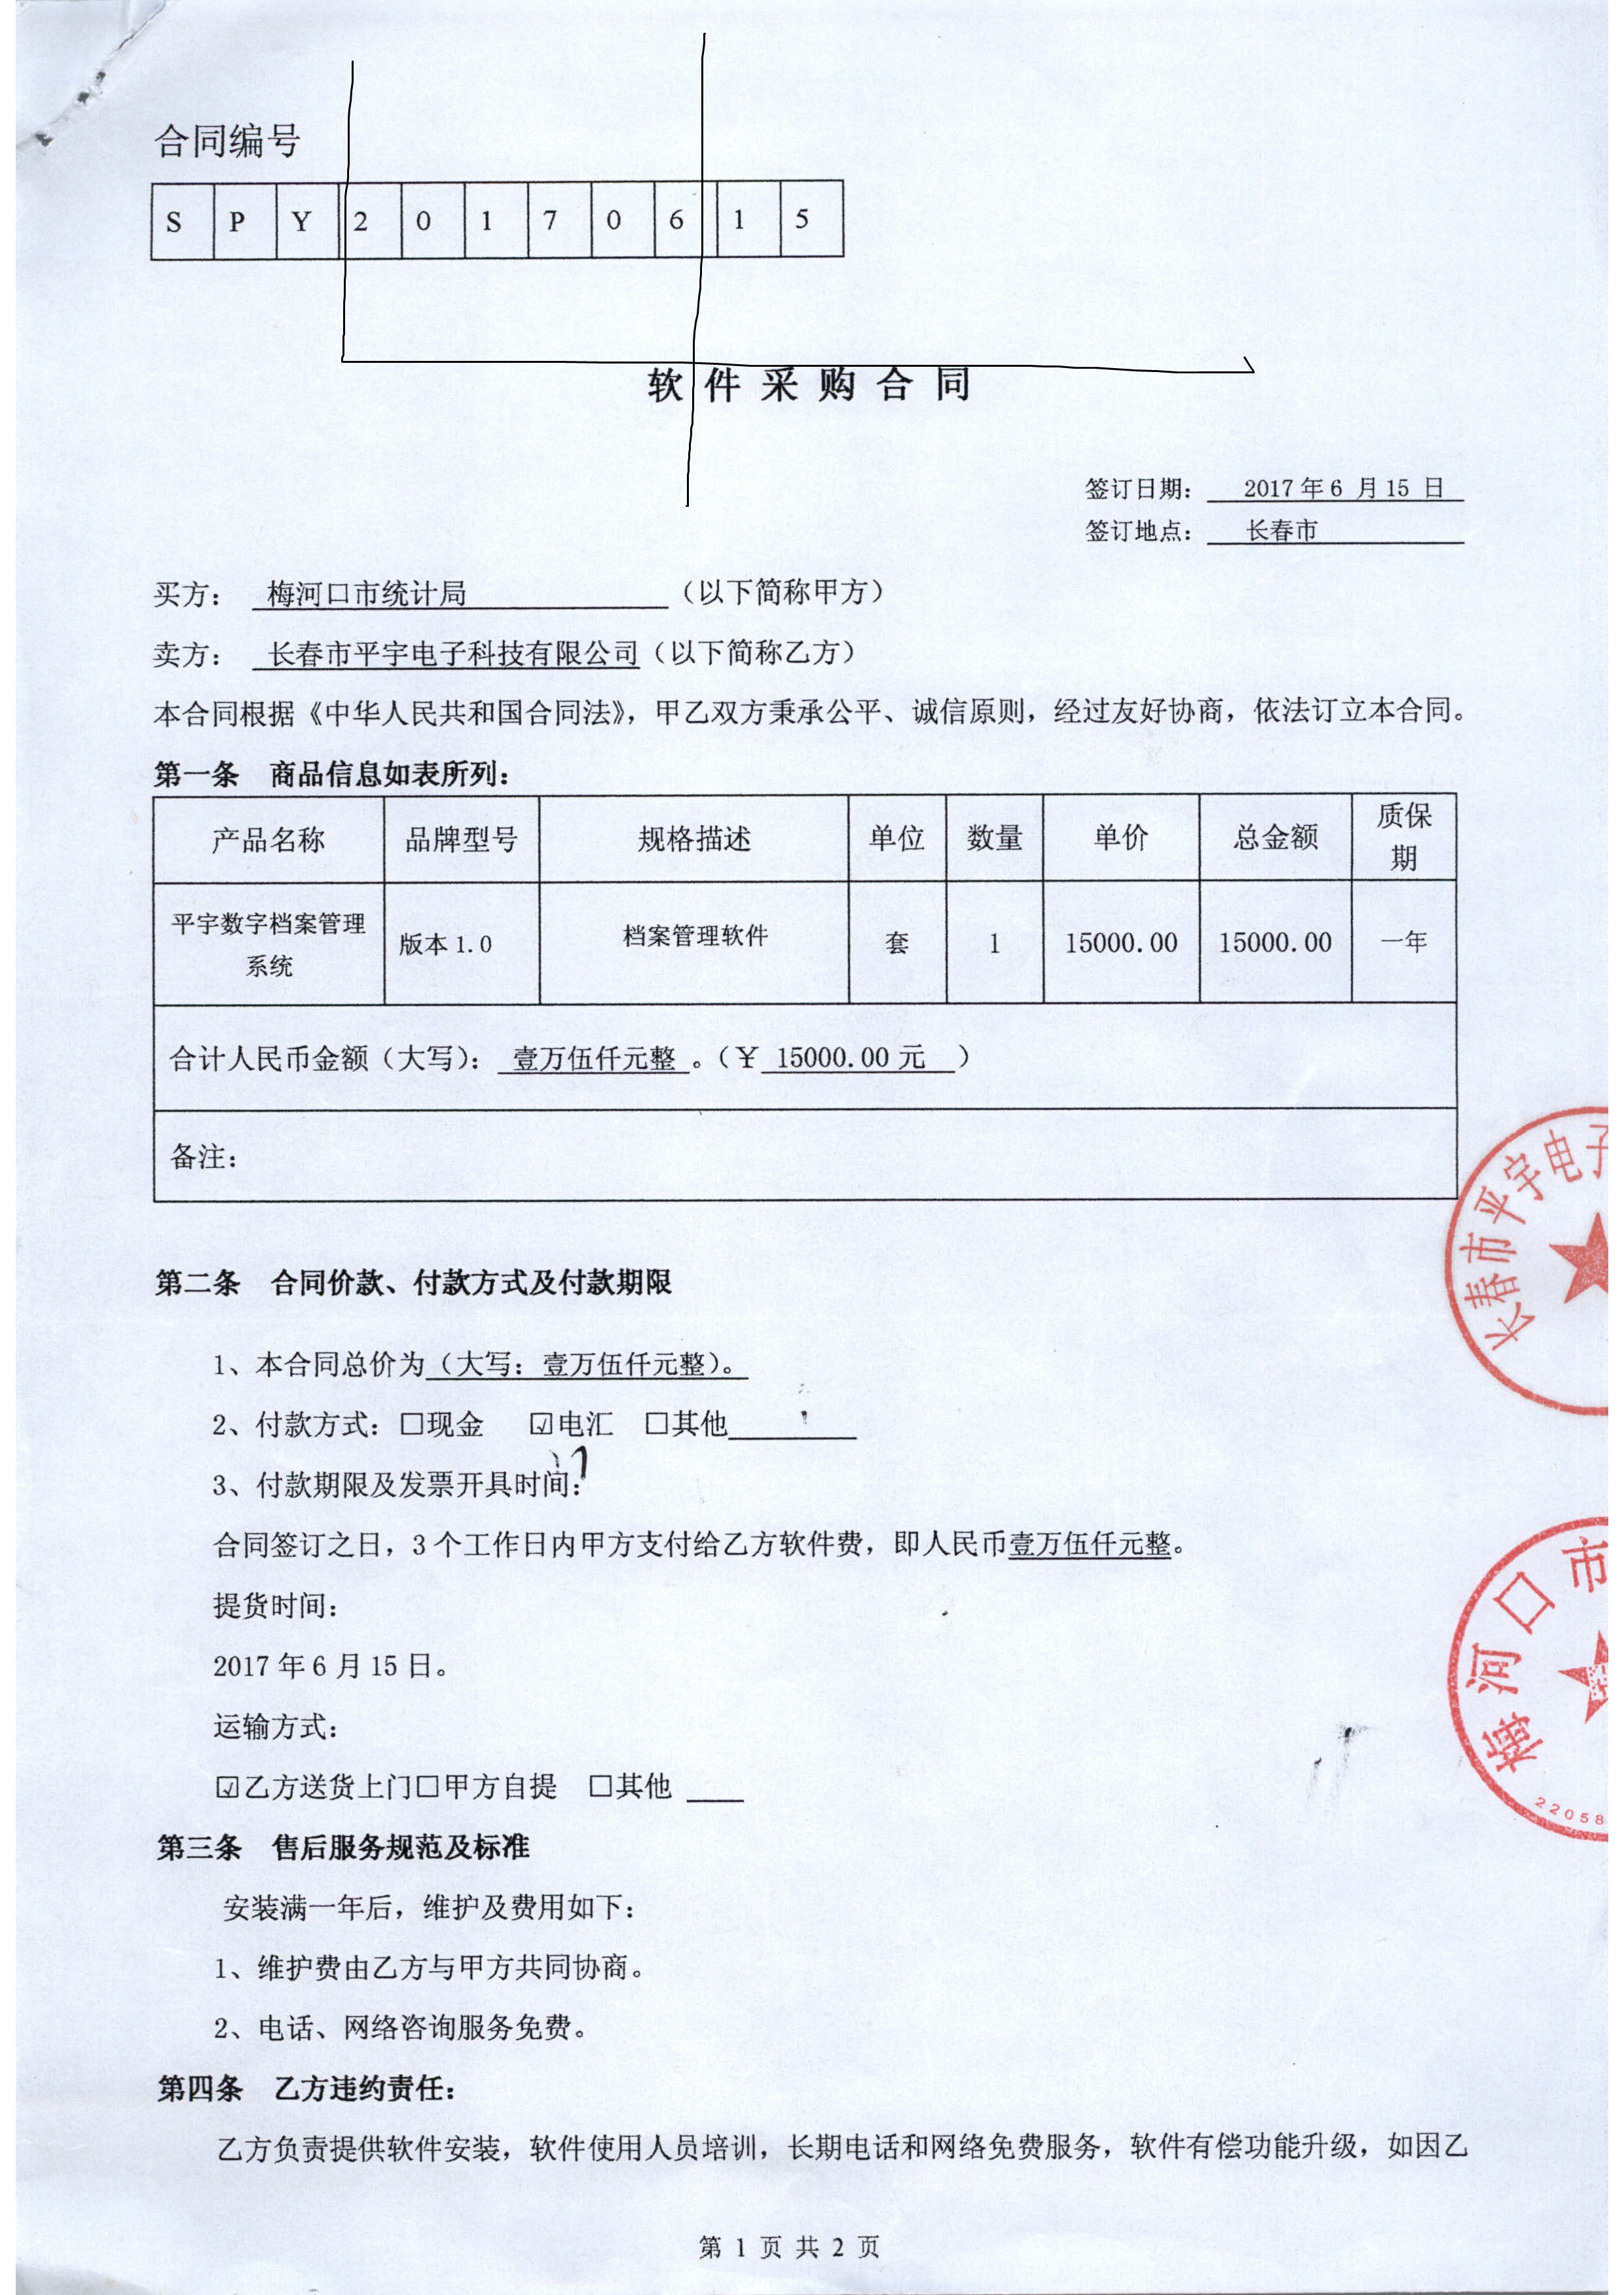 合同编号
S P Y 2 0 1 7 0 6 1 5
软件采购合同
签订日期： 2017年6 月15 日
签订地点： 长春市
买方： 梅河口市统计局 （以下简称甲方）
卖方： 长春市平宇电子科技有限公司（以下简称乙方）
本合同根据《中华人民共和国合同法》，甲乙双方秉承公平、诚信原则，经过友好协商，依法订立本合同。
第一条 商品信息如表所列：
产品名称 品牌型号 规格描述 单位 数量 单价 总金额 质保期
平宇数字档案管理系统 版本1.0 档案管理软件 套 1 15000.00 15000.00 一年
合计人民币金额（大写）： 壹万伍仟元整 。（￥ 15000.00元 ）
备注：
第二条 合同价款、付款方式及付款期限
1、本合同总价为（大写：壹万伍仟元整）。
2、付款方式：☐现金 ☑电汇 ☐其他
3、付款期限及发票开具时间：
合同签订之日，3个工作日内甲方支付给乙方软件费，即人民币壹万伍仟元整。
提货时间：
2017年6月15日。
运输方式：
☑乙方送货上门☐甲方自提 ☐其他
第三条 售后服务规范及标准
安装满一年后，维护及费用如下：
1、维护费由乙方与甲方共同协商。
2、电话、网络咨询服务免费。
第四条 乙方违约责任：
乙方负责提供软件安装，软件使用人员培训，长期电话和网络免费服务，软件有偿功能升级，如因乙
第 1 页 共 2 页
长春市平宇电子
梅河口市
22058